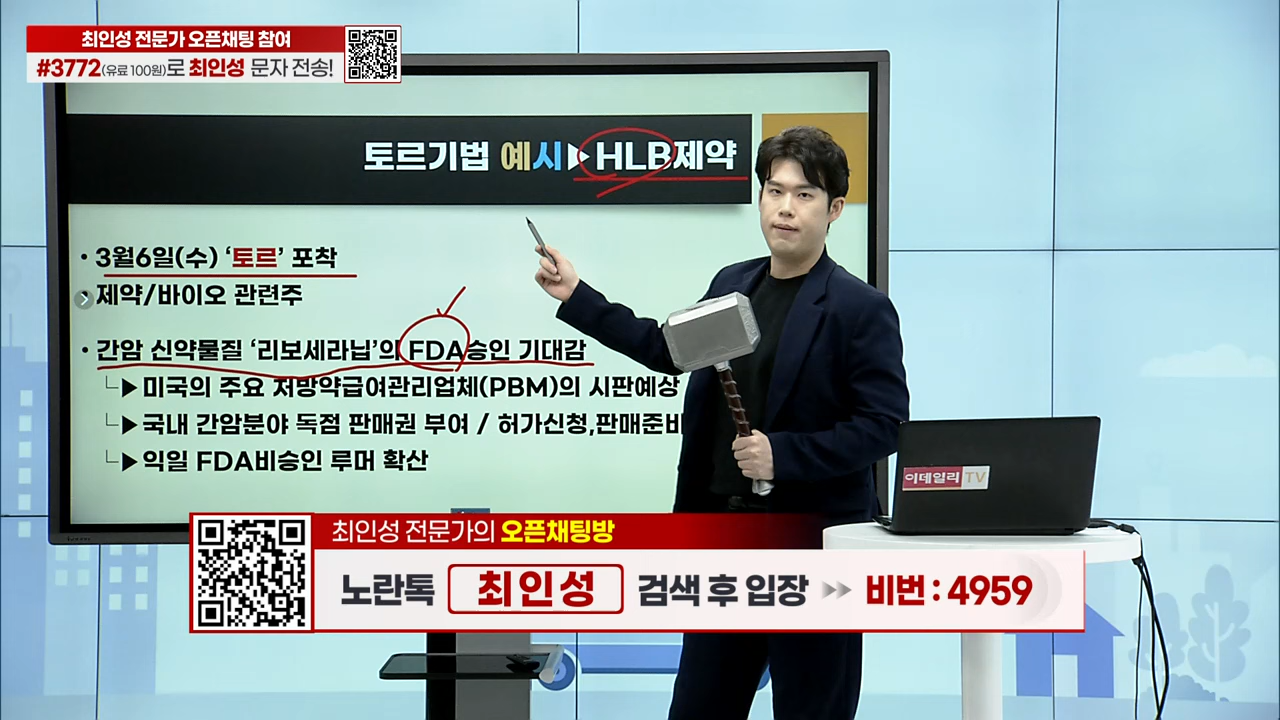 최인성 전문가 오픈채팅 참여
#3772(유료 100원)로 최인성 문자 전송!
토르기법 예시▶HLB제약
• 3월6일(수) ‘토르’ 포착
제약/바이오 관련주
• 간암 신약물질 ‘리보세라닙’의 FDA승인 기대감
└▶미국의 주요 처방약급여관리업체(PBM)의 시판예상
└▶국내 간암분야 독점 판매권 부여 / 허가신청,판매준비
└▶익일 FDA비승인 루머 확산
이데일리TV
최인성 전문가의 오픈채팅방
노란톡 최인성 검색 후 입장 ▶▶ 비번 : 4959